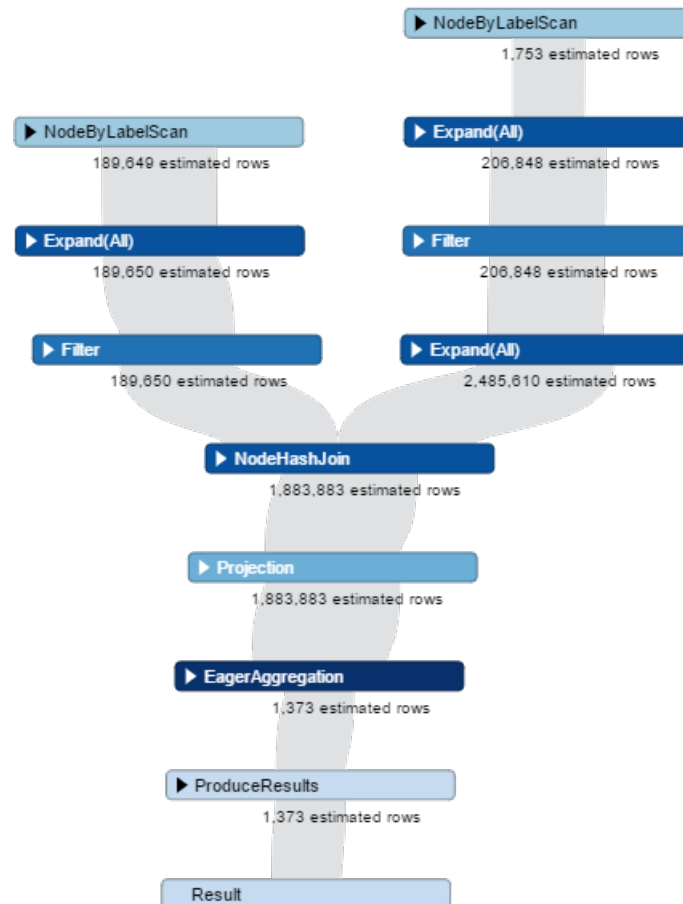 NodeByLabelScan
1,753 estimated rows
NodeByLabelScan
189,649 estimated rows
Expand(All)
206,848 estimated rows
Expand(All)
189,650 estimated rows
Filter
206,848 estimated rows
Filter
189,650 estimated rows
Expand(All)
2,485,610 estimated rows
NodeHashJoin
1,883,883 estimated rows
Projection
1,883,883 estimated rows
EagerAggregation
1,373 estimated rows
ProduceResults
1,373 estimated rows
Result